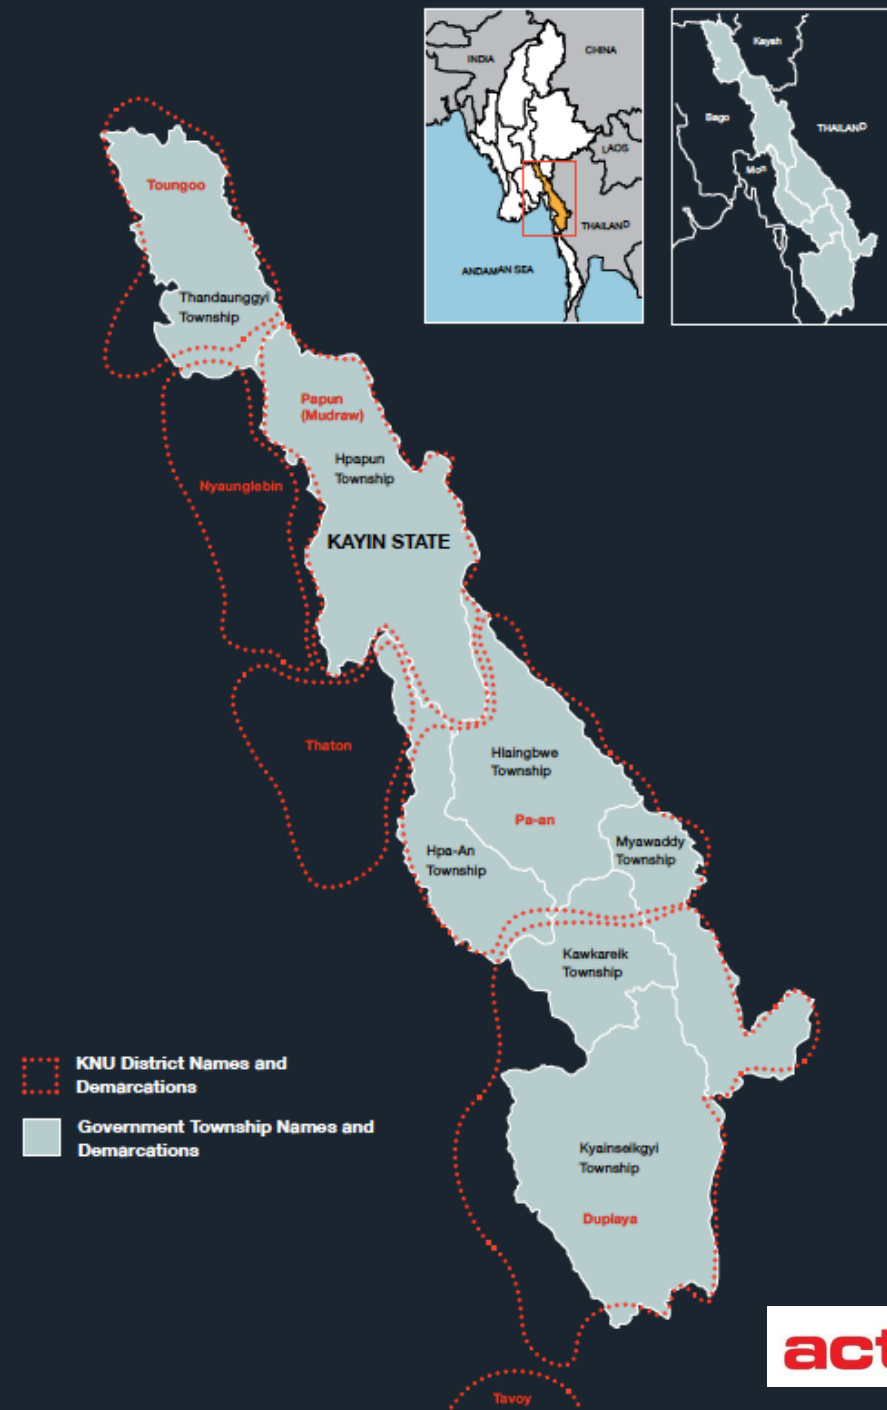 INDIA
CHINA
LAOS
THAILAND
ANDAMAN SEA
Kayah
Bago
THAILAND
Mon
Toungoo
Thandaunggyi
Township
Papun
(Mudraw)
Hpapun
Township
Nyaunglebin
KAYIN STATE
Thaton
Hlaingbwe
Township
Pa-an
Myawaddy
Township
Hpa-An
Township
Kawkareik
Township
KNU District Names and
Demarcations
Government Township Names and
Demarcations
Kyainseikgyi
Township
Duplaya
act
Tavoy